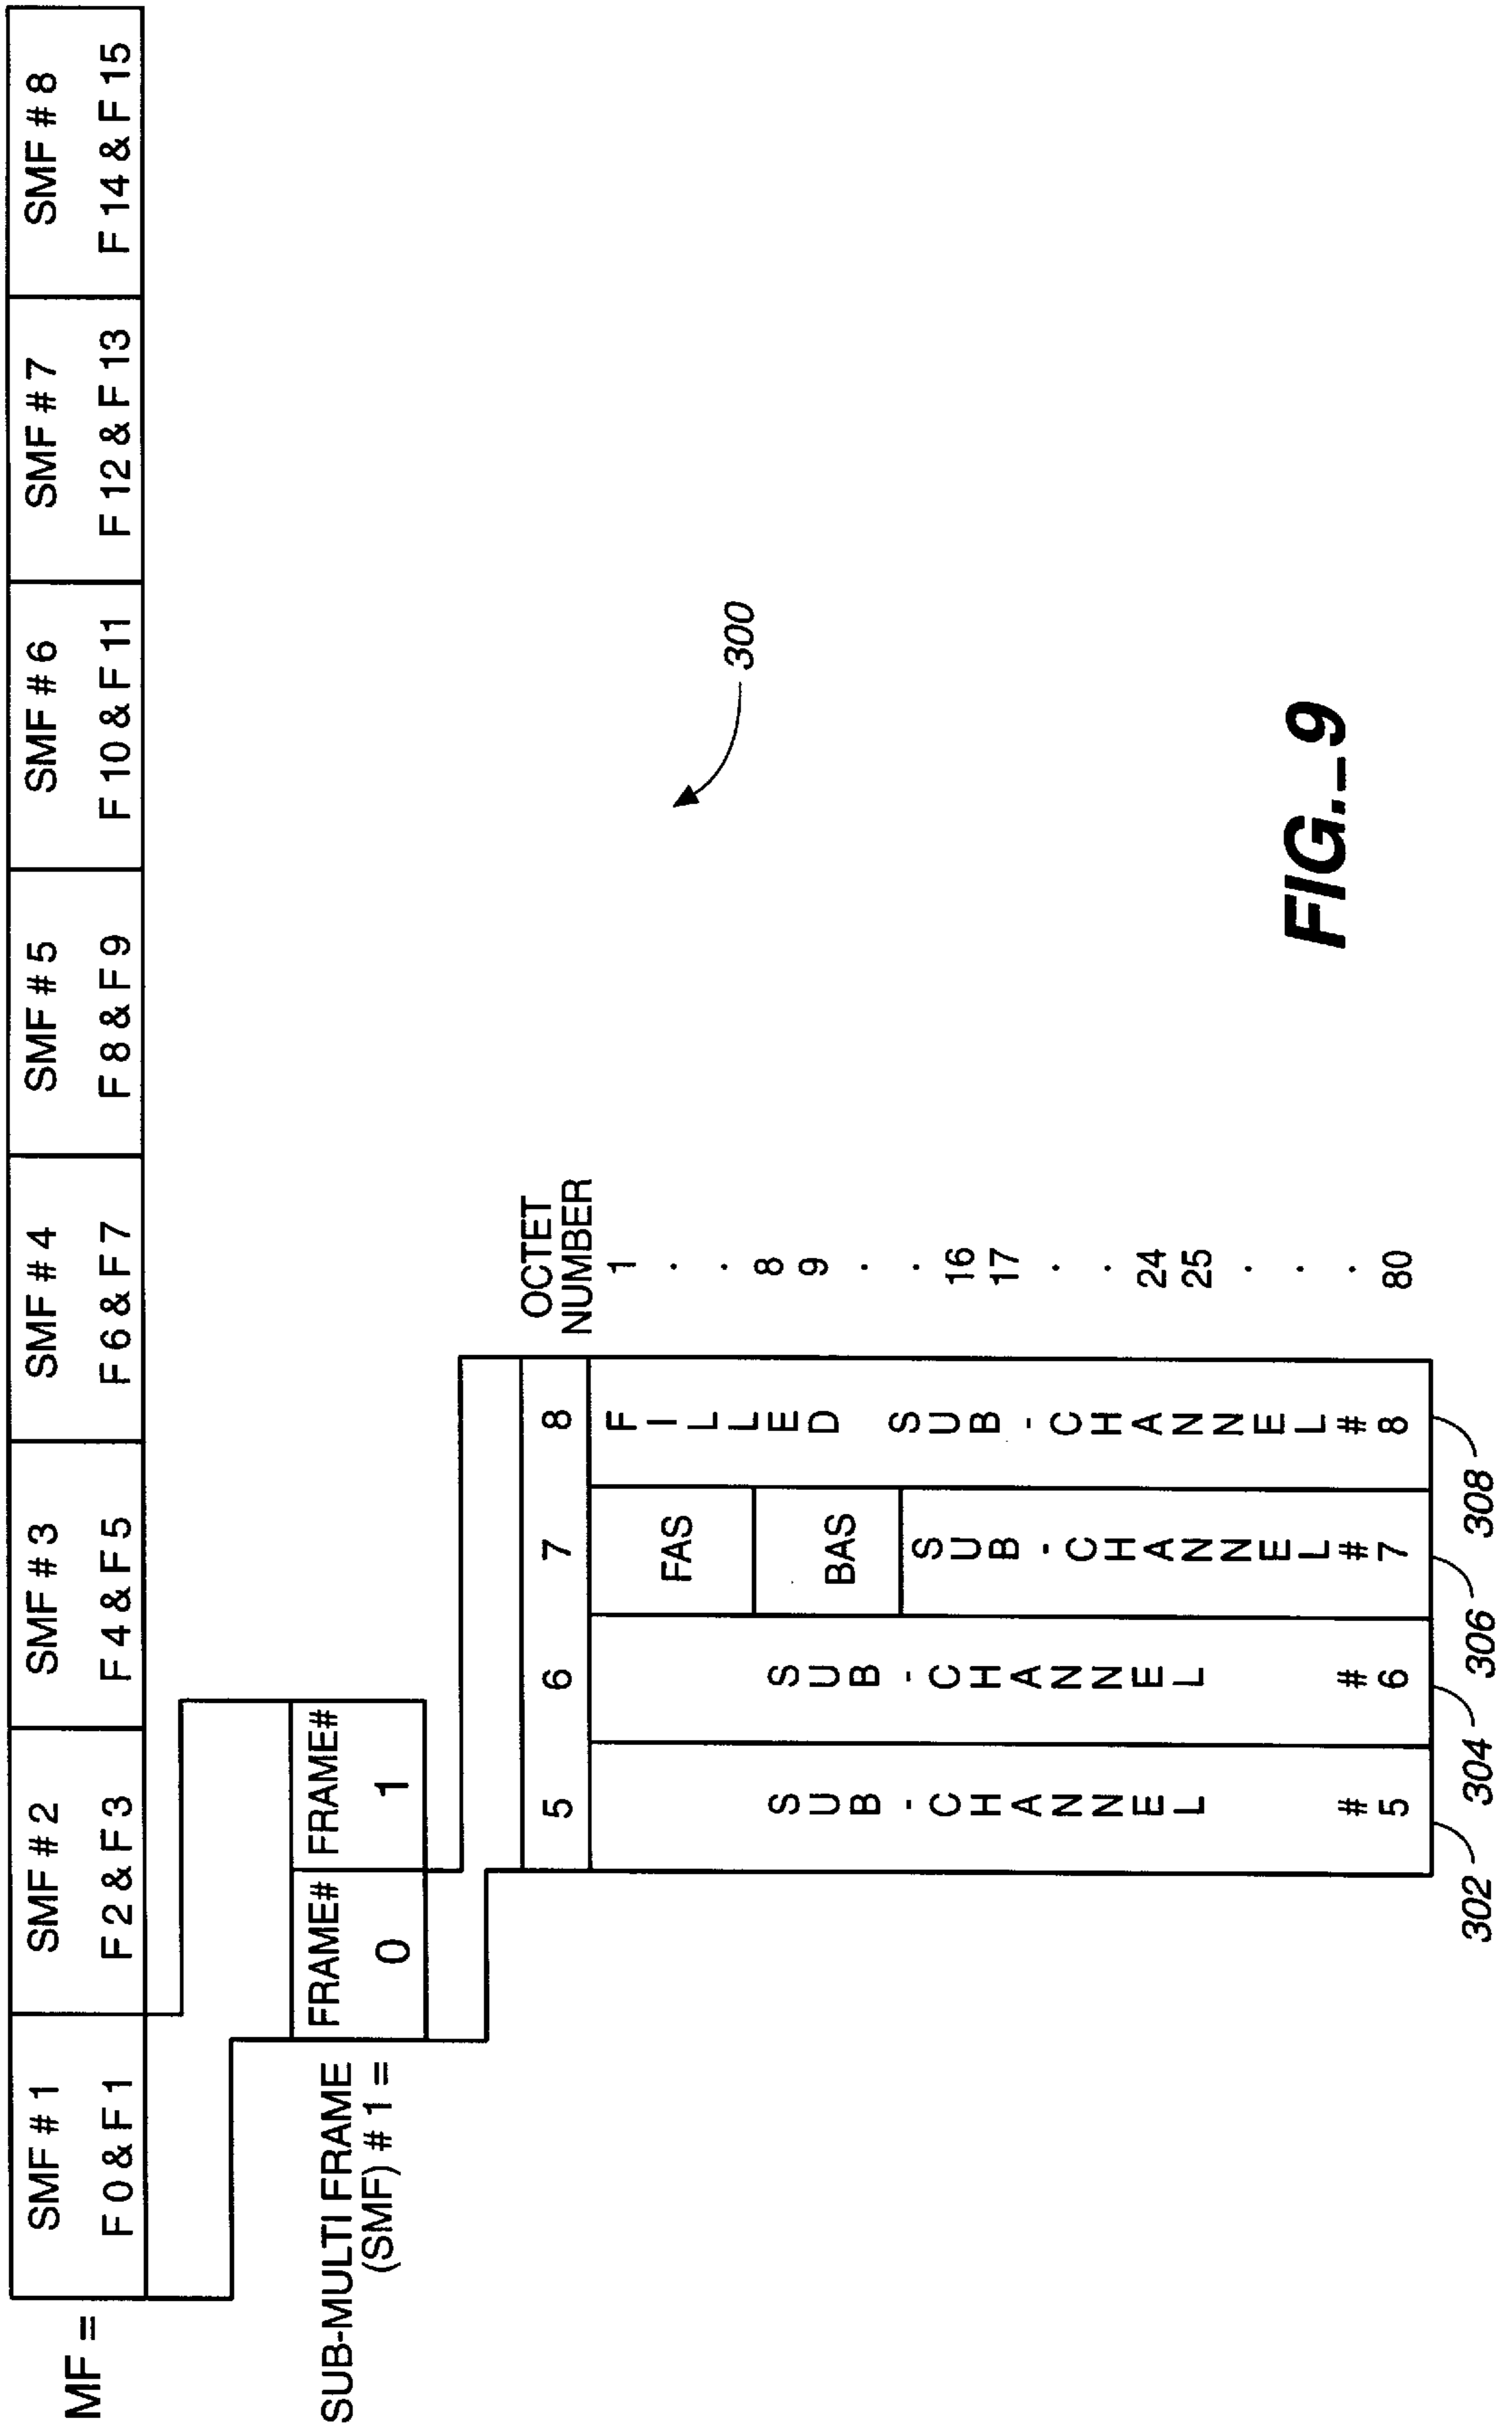 MF =
SMF # 1 SMF # 2 SMF # 3 SMF # 4 SMF # 5 SMF # 6 SMF # 7 SMF # 8
F 0 & F 1 F 2 & F 3 F 4 & F 5 F 6 & F 7 F 8 & F 9 F 10 & F 11 F 12 & F 13 F 14 & F 15
SUB-MULTI FRAME
(SMF) # 1 =
FRAME# FRAME#
0 1
300
OCTET
NUMBER
5 6 7 8
SUB-CHANNEL #5
SUB-CHANNEL #6
FAS
BAS
SUB-CHANNEL#7
FILLED SUB-CHANNEL#8
1
.
.
8
9
.
.
16
17
.
.
24
25
.
.
.
80
302 304 306 308
FIG._9